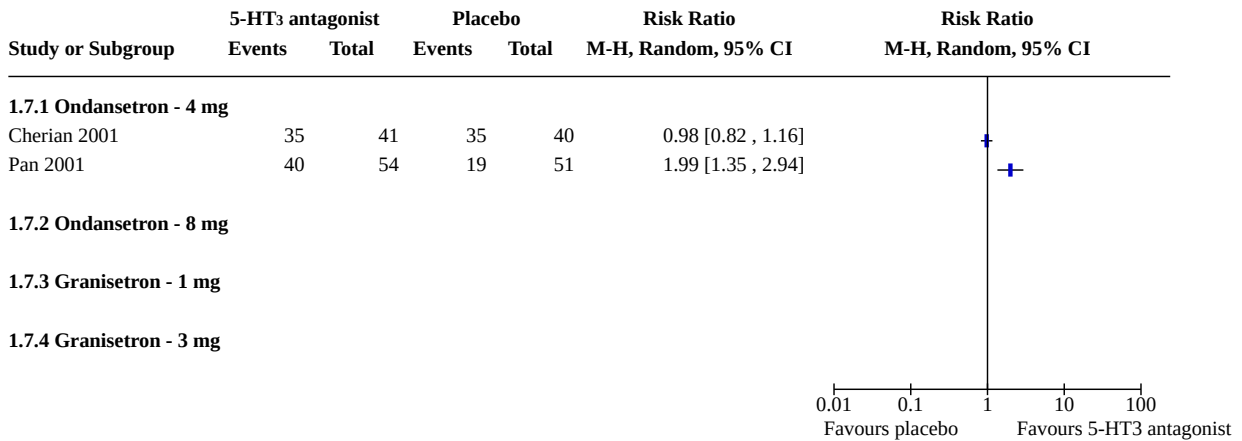 5-HT3 antagonist Placebo Risk Ratio Risk Ratio
Study or Subgroup Events Total Events Total M-H, Random, 95% CI M-H, Random, 95% CI
1.7.1 Ondansetron - 4 mg
Cherian 2001 35 41 35 40 0.98 [0.82 , 1.16]
Pan 2001 40 54 19 51 1.99 [1.35 , 2.94]
1.7.2 Ondansetron - 8 mg
1.7.3 Granisetron - 1 mg
1.7.4 Granisetron - 3 mg
0.01 0.1 1 10 100
Favours placebo Favours 5-HT3 antagonist